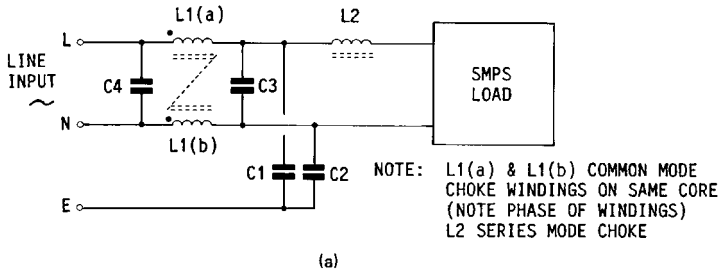 L1(a)
L2
L
LINE
INPUT
~
C4
C3
SMPS
LOAD
N
L1(b)
C1
C2
E
NOTE: L1(a) & L1(b) COMMON MODE
CHOKE WINDINGS ON SAME CORE
(NOTE PHASE OF WINDINGS)
L2 SERIES MODE CHOKE
(a)